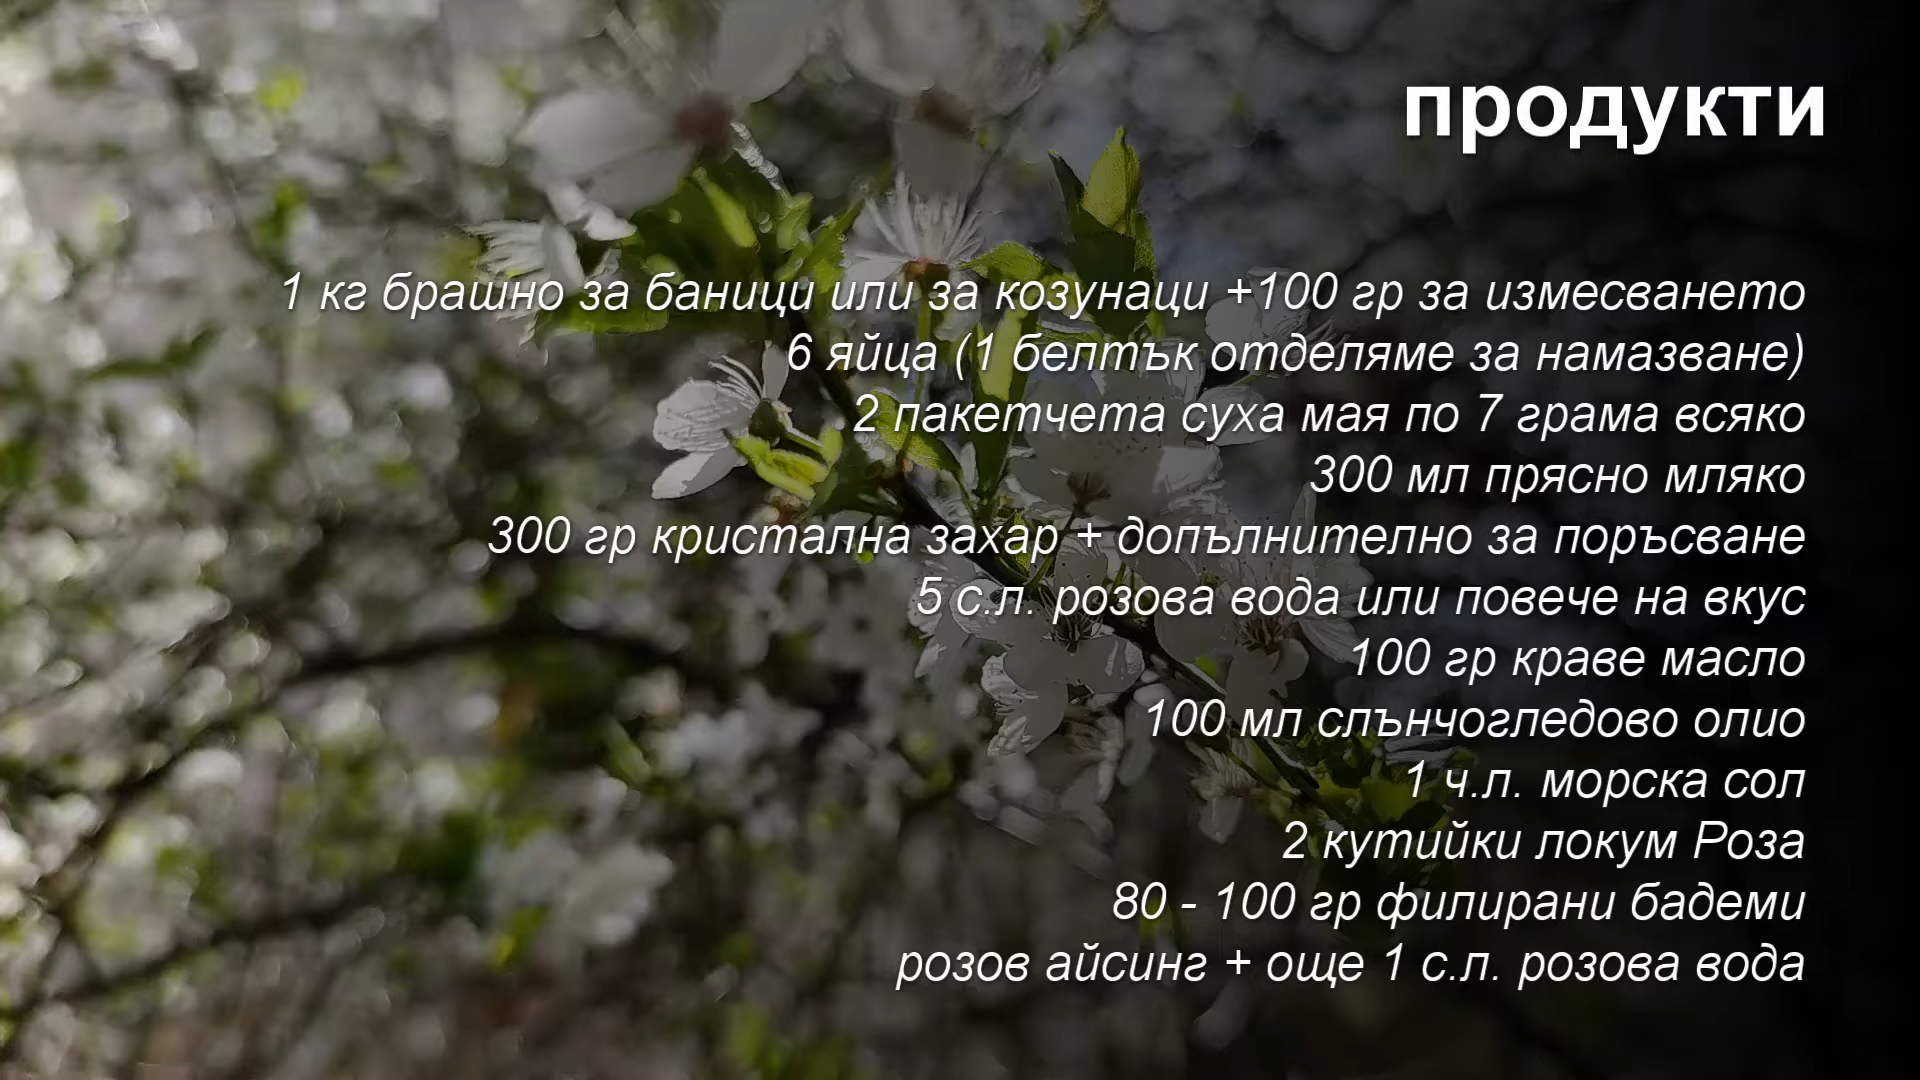 продукти
1 кг брашно за баници или за козунаци +100 гр за измесването
6 яйца (1 белтък отделяме за намазване)
2 пакетчета суха мая по 7 грама всяко
300 мл прясно мляко
300 гр кристална захар + допълнително за поръсване
5 с.л. розова вода или повече на вкус
100 гр краве масло
100 мл слънчогледово олио
1 ч.л. морска сол
2 кутийки локум Роза
80 - 100 гр филирани бадеми
розов айсинг + още 1 с.л. розова вода